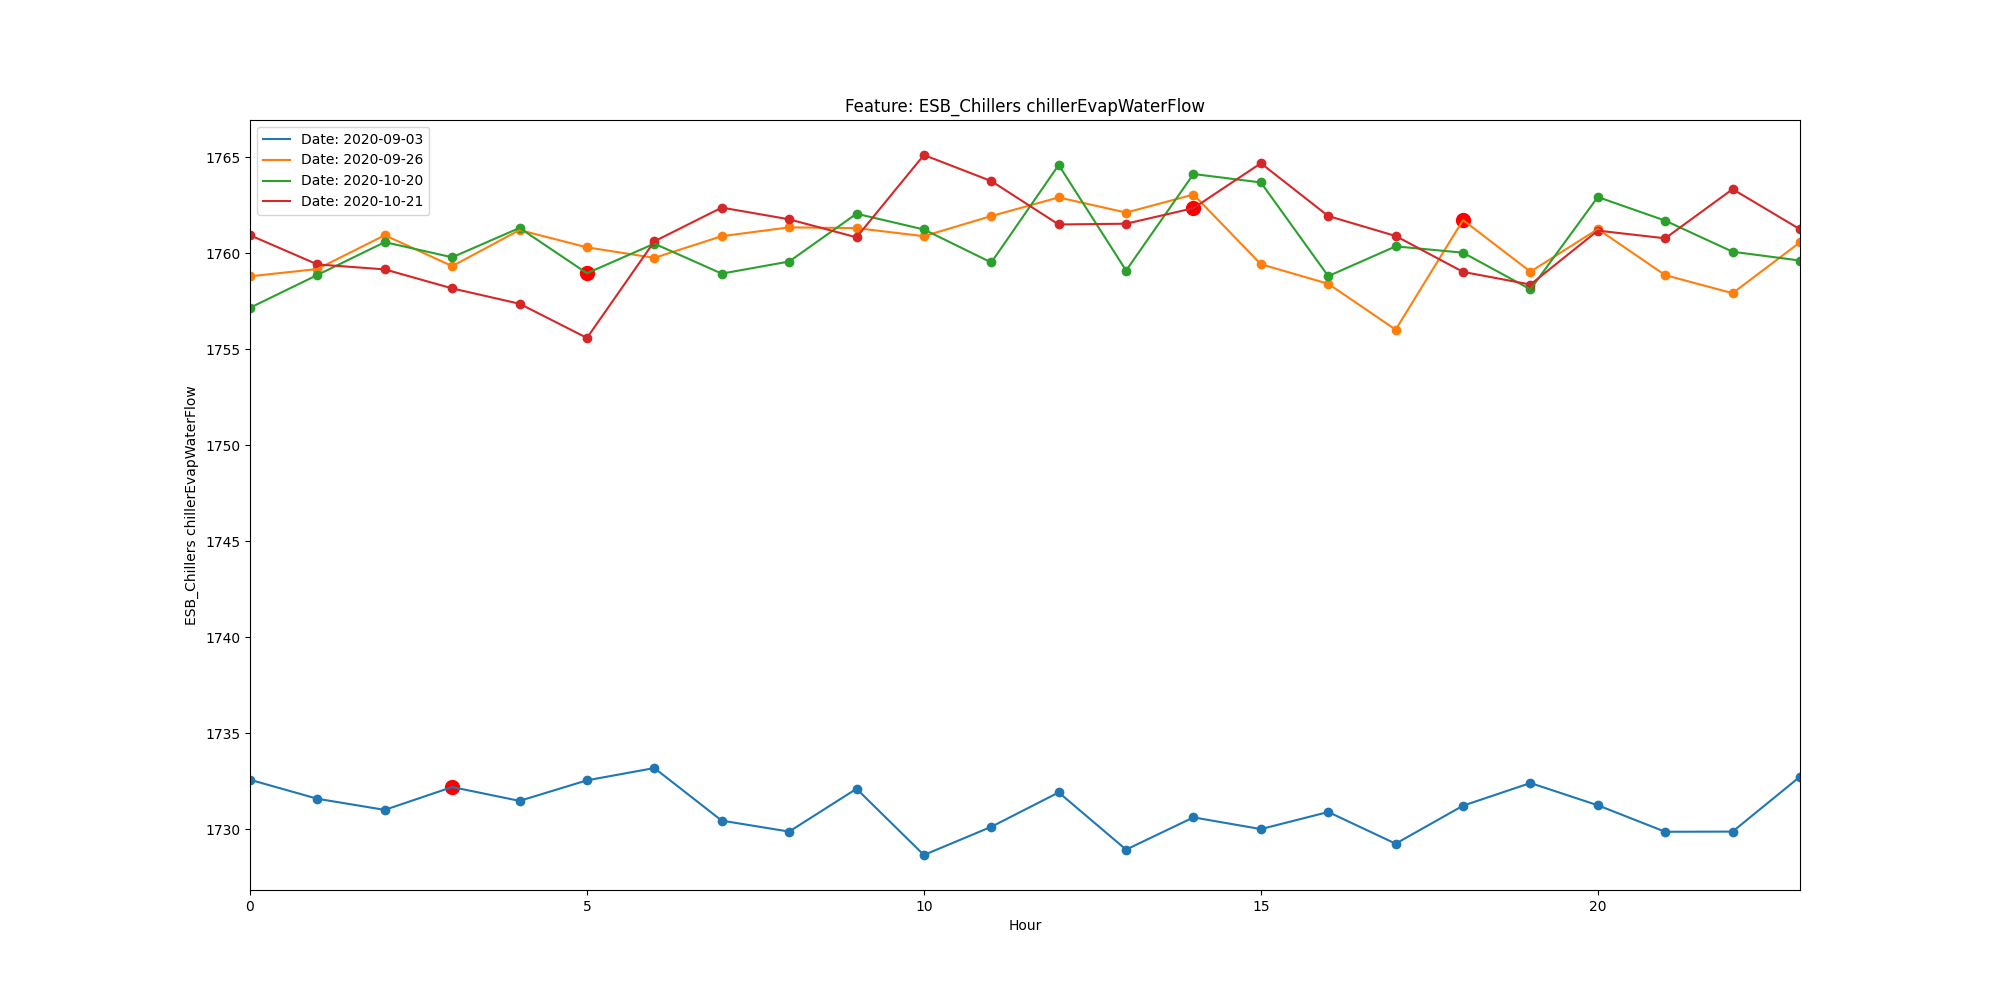 Feature: ESB_Chillers chillerEvapWaterFlow
Date: 2020-09-03
Date: 2020-09-26
Date: 2020-10-20
Date: 2020-10-21
ESB_Chillers chillerEvapWaterFlow
1765
1760
1755
1750
1745
1740
1735
1730
0 5 10 15 20
Hour